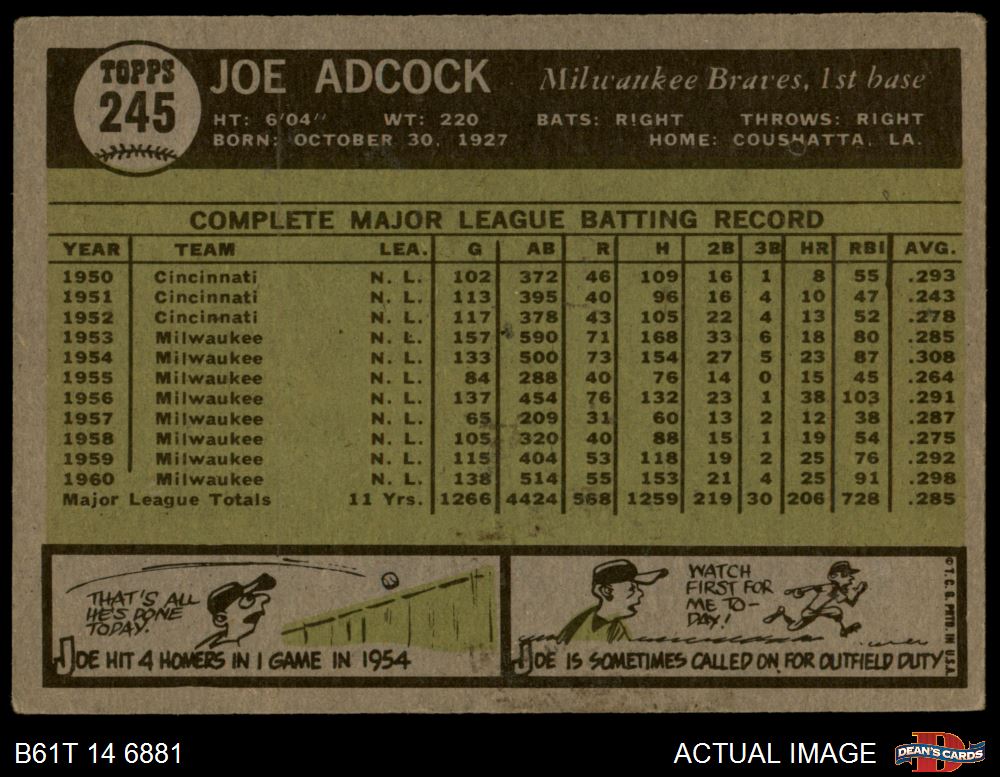 TOPPS
245
JOE ADCOCK
Milwaukee Braves, 1st base
HT: 6'04" WT: 220 BATS: RIGHT THROWS: RIGHT
BORN: OCTOBER 30, 1927 HOME: COUSHATTA, LA.
COMPLETE MAJOR LEAGUE BATTING RECORD
YEAR TEAM LEA. G AB R H 2B 3B HR RBI AVG.
1950 Cincinnati N. L. 102 372 46 109 16 1 8 55 .293
1951 Cincinnati N. L. 113 395 40 96 16 4 10 47 .243
1952 Cincinnati N. L. 117 378 43 105 22 4 13 52 .278
1953 Milwaukee N. L. 157 590 71 168 33 6 18 80 .285
1954 Milwaukee N. L. 133 500 73 154 27 5 23 87 .308
1955 Milwaukee N. L. 84 288 40 76 14 0 15 45 .264
1956 Milwaukee N. L. 137 454 76 132 23 1 38 103 .291
1957 Milwaukee N. L. 65 209 31 60 13 2 12 38 .287
1958 Milwaukee N. L. 105 320 40 88 15 1 19 54 .275
1959 Milwaukee N. L. 115 404 53 118 19 2 25 76 .292
1960 Milwaukee N. L. 138 514 55 153 21 4 25 91 .298
Major League Totals 11 Yrs. 1266 4424 568 1259 219 30 206 728 .285
THAT'S ALL
HE'S DONE
TODAY.
JOE HIT 4 HOMERS IN 1 GAME IN 1954
WATCH
FIRST FOR
ME TO-
DAY!
JOE IS SOMETIMES CALLED ON FOR OUTFIELD DUTY
© T. C. G. PRTD. IN U.S.A.
B61T 14 6881
ACTUAL IMAGE
DEAN'S CARDS